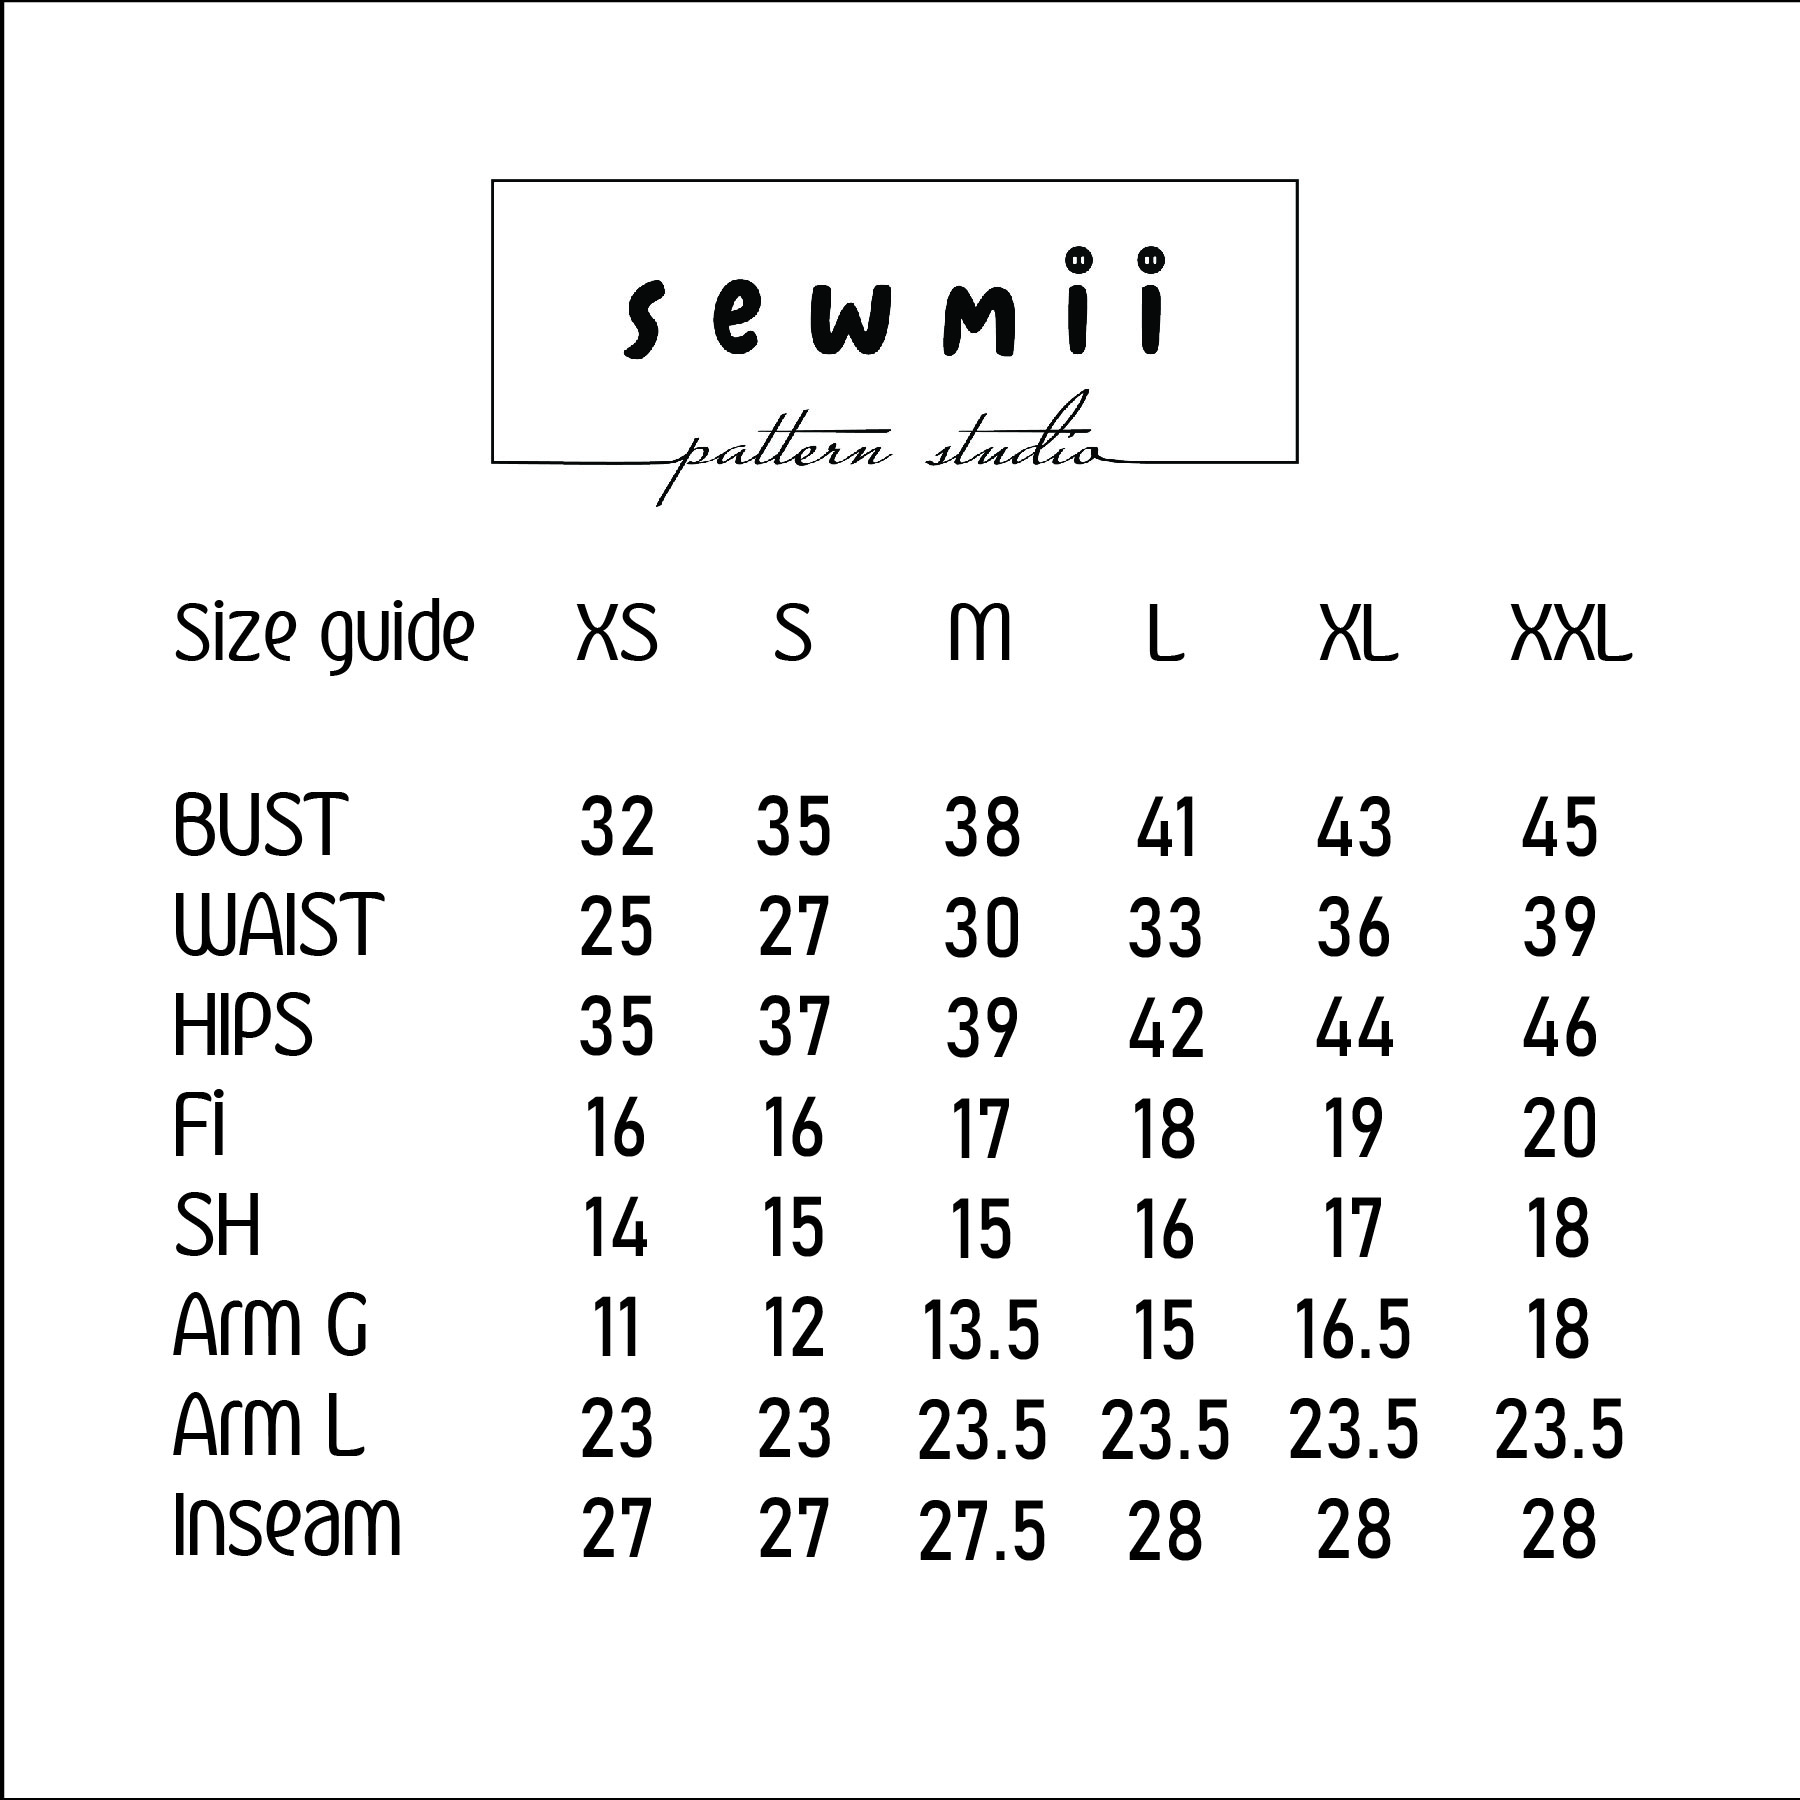 sewmii
pattern studio
Size guide XS S M L XL XXL
BUST 32 35 38 41 43 45
WAIST 25 27 30 33 36 39
HIPS 35 37 39 42 44 46
Fi 16 16 17 18 19 20
SH 14 15 15 16 17 18
Arm G 11 12 13.5 15 16.5 18
Arm L 23 23 23.5 23.5 23.5 23.5
Inseam 27 27 27.5 28 28 28